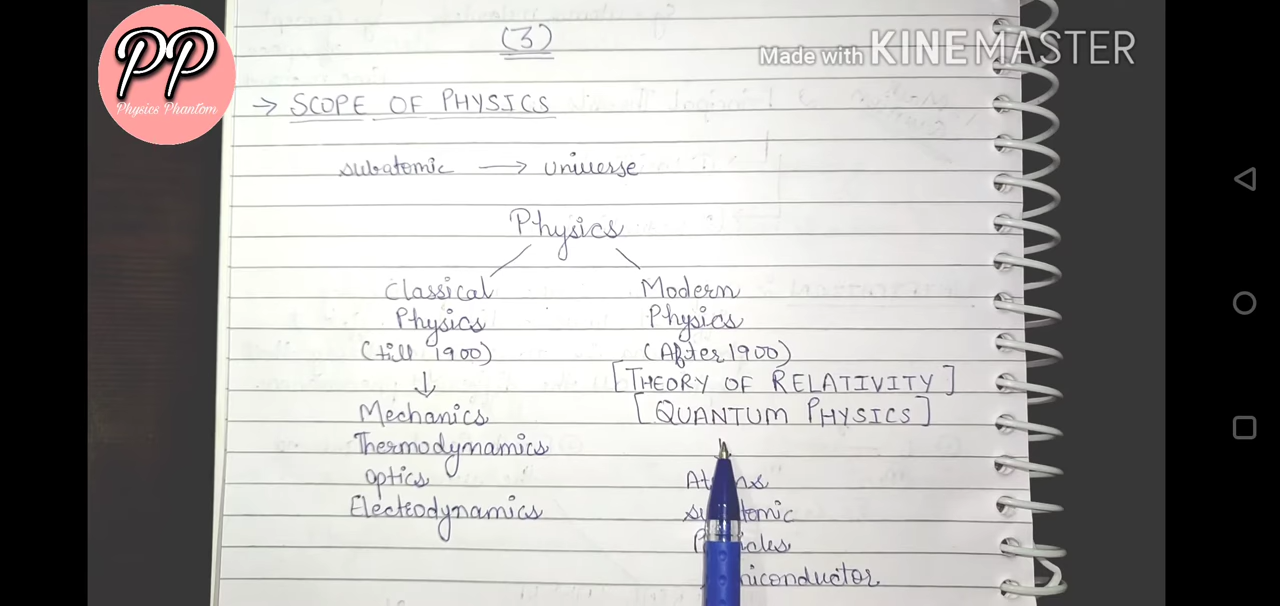 PP
Physics Phantom
Made with KINEMASTER
(3)
→ SCOPE OF PHYSICS
subatomic → universe
Physics
Classical Physics (till 1900)
↓
Mechanics
Thermodynamics
Optics
Electrodynamics
Modern Physics (After 1900)
[THEORY OF RELATIVITY]
[QUANTUM PHYSICS]